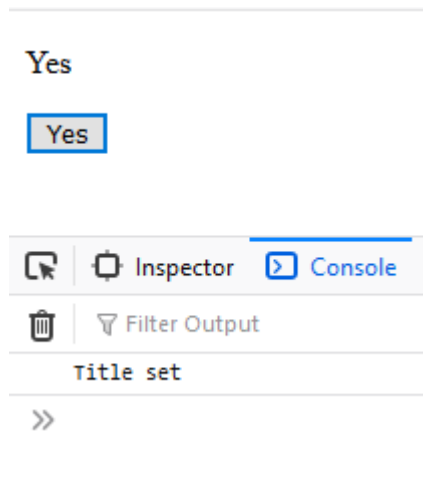 Yes
Yes
Inspector Console
Filter Output
Title set